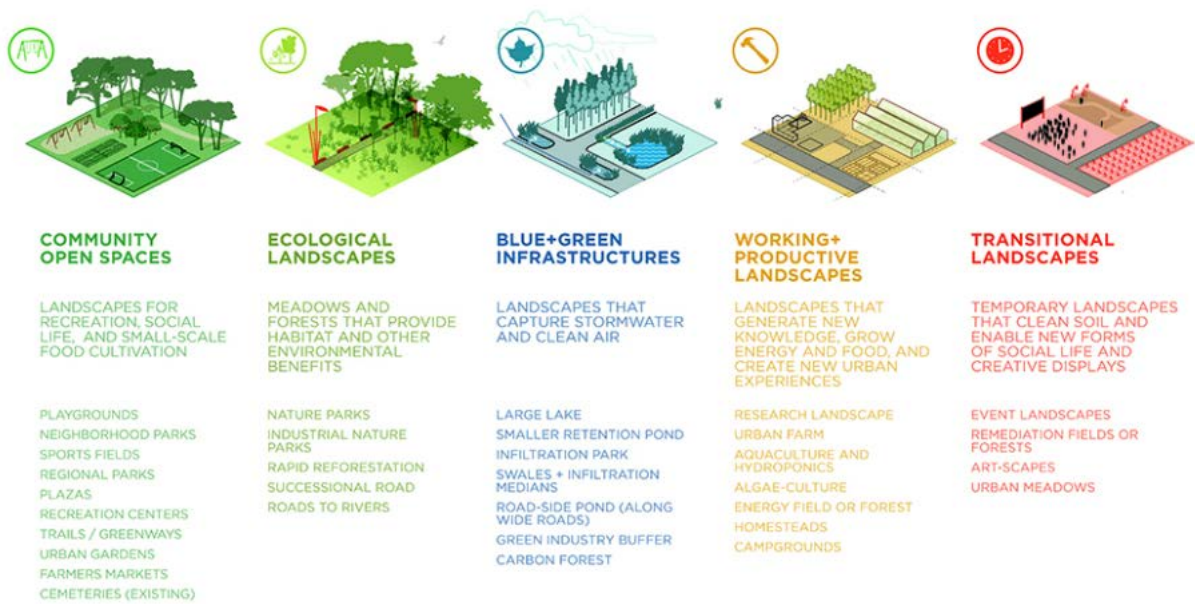 COMMUNITY
OPEN SPACES
LANDSCAPES FOR
RECREATION, SOCIAL
LIFE, AND SMALL-SCALE
FOOD CULTIVATION
PLAYGROUNDS
NEIGHBORHOOD PARKS
SPORTS FIELDS
REGIONAL PARKS
PLAZAS
RECREATION CENTERS
TRAILS / GREENWAYS
URBAN GARDENS
FARMERS MARKETS
CEMETERIES (EXISTING)
ECOLOGICAL
LANDSCAPES
MEADOWS AND
FORESTS THAT PROVIDE
HABITAT AND OTHER
ENVIRONMENTAL
BENEFITS
NATURE PARKS
INDUSTRIAL NATURE
PARKS
RAPID REFORESTATION
SUCCESSIONAL ROAD
ROADS TO RIVERS
BLUE+GREEN
INFRASTRUCTURES
LANDSCAPES THAT
CAPTURE STORMWATER
AND CLEAN AIR
LARGE LAKE
SMALLER RETENTION POND
INFILTRATION PARK
SWALES + INFILTRATION
MEDIANS
ROAD-SIDE POND (ALONG
WIDE ROADS)
GREEN INDUSTRY BUFFER
CARBON FOREST
WORKING+
PRODUCTIVE
LANDSCAPES
LANDSCAPES THAT
GENERATE NEW
KNOWLEDGE, GROW
ENERGY AND FOOD, AND
CREATE NEW URBAN
EXPERIENCES
RESEARCH LANDSCAPE
URBAN FARM
AQUACULTURE AND
HYDROPONICS
ALGAE-CULTURE
ENERGY FIELD OR FOREST
HOMESTEADS
CAMPGROUNDS
TRANSITIONAL
LANDSCAPES
TEMPORARY LANDSCAPES
THAT CLEAN SOIL AND
ENABLE NEW FORMS
OF SOCIAL LIFE AND
CREATIVE DISPLAYS
EVENT LANDSCAPES
REMEDIATION FIELDS OR
FORESTS
ART-SCAPES
URBAN MEADOWS